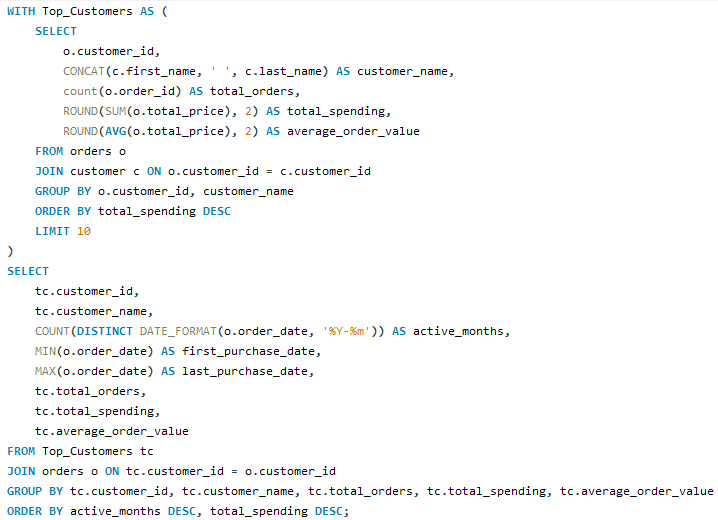 WITH Top_Customers AS (
    SELECT
        o.customer_id,
        CONCAT(c.first_name, ' ', c.last_name) AS customer_name,
        count(o.order_id) AS total_orders,
        ROUND(SUM(o.total_price), 2) AS total_spending,
        ROUND(AVG(o.total_price), 2) AS average_order_value
    FROM orders o
    JOIN customer c ON o.customer_id = c.customer_id
    GROUP BY o.customer_id, customer_name
    ORDER BY total_spending DESC
    LIMIT 10
)
SELECT
    tc.customer_id,
    tc.customer_name,
    COUNT(DISTINCT DATE_FORMAT(o.order_date, '%Y-%m')) AS active_months,
    MIN(o.order_date) AS first_purchase_date,
    MAX(o.order_date) AS last_purchase_date,
    tc.total_orders,
    tc.total_spending,
    tc.average_order_value
FROM Top_Customers tc
JOIN orders o ON tc.customer_id = o.customer_id
GROUP BY tc.customer_id, tc.customer_name, tc.total_orders, tc.total_spending, tc.average_order_value
ORDER BY active_months DESC, total_spending DESC;